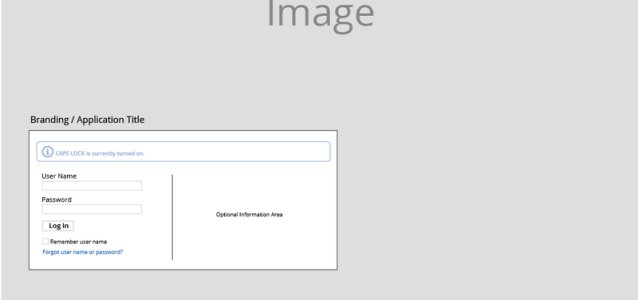 Image
Branding / Application Title
CAPS LOCK is currently turned on.
User Name
Password
Optional Information Area
Log in
Remember user name
Forgot user name or password?